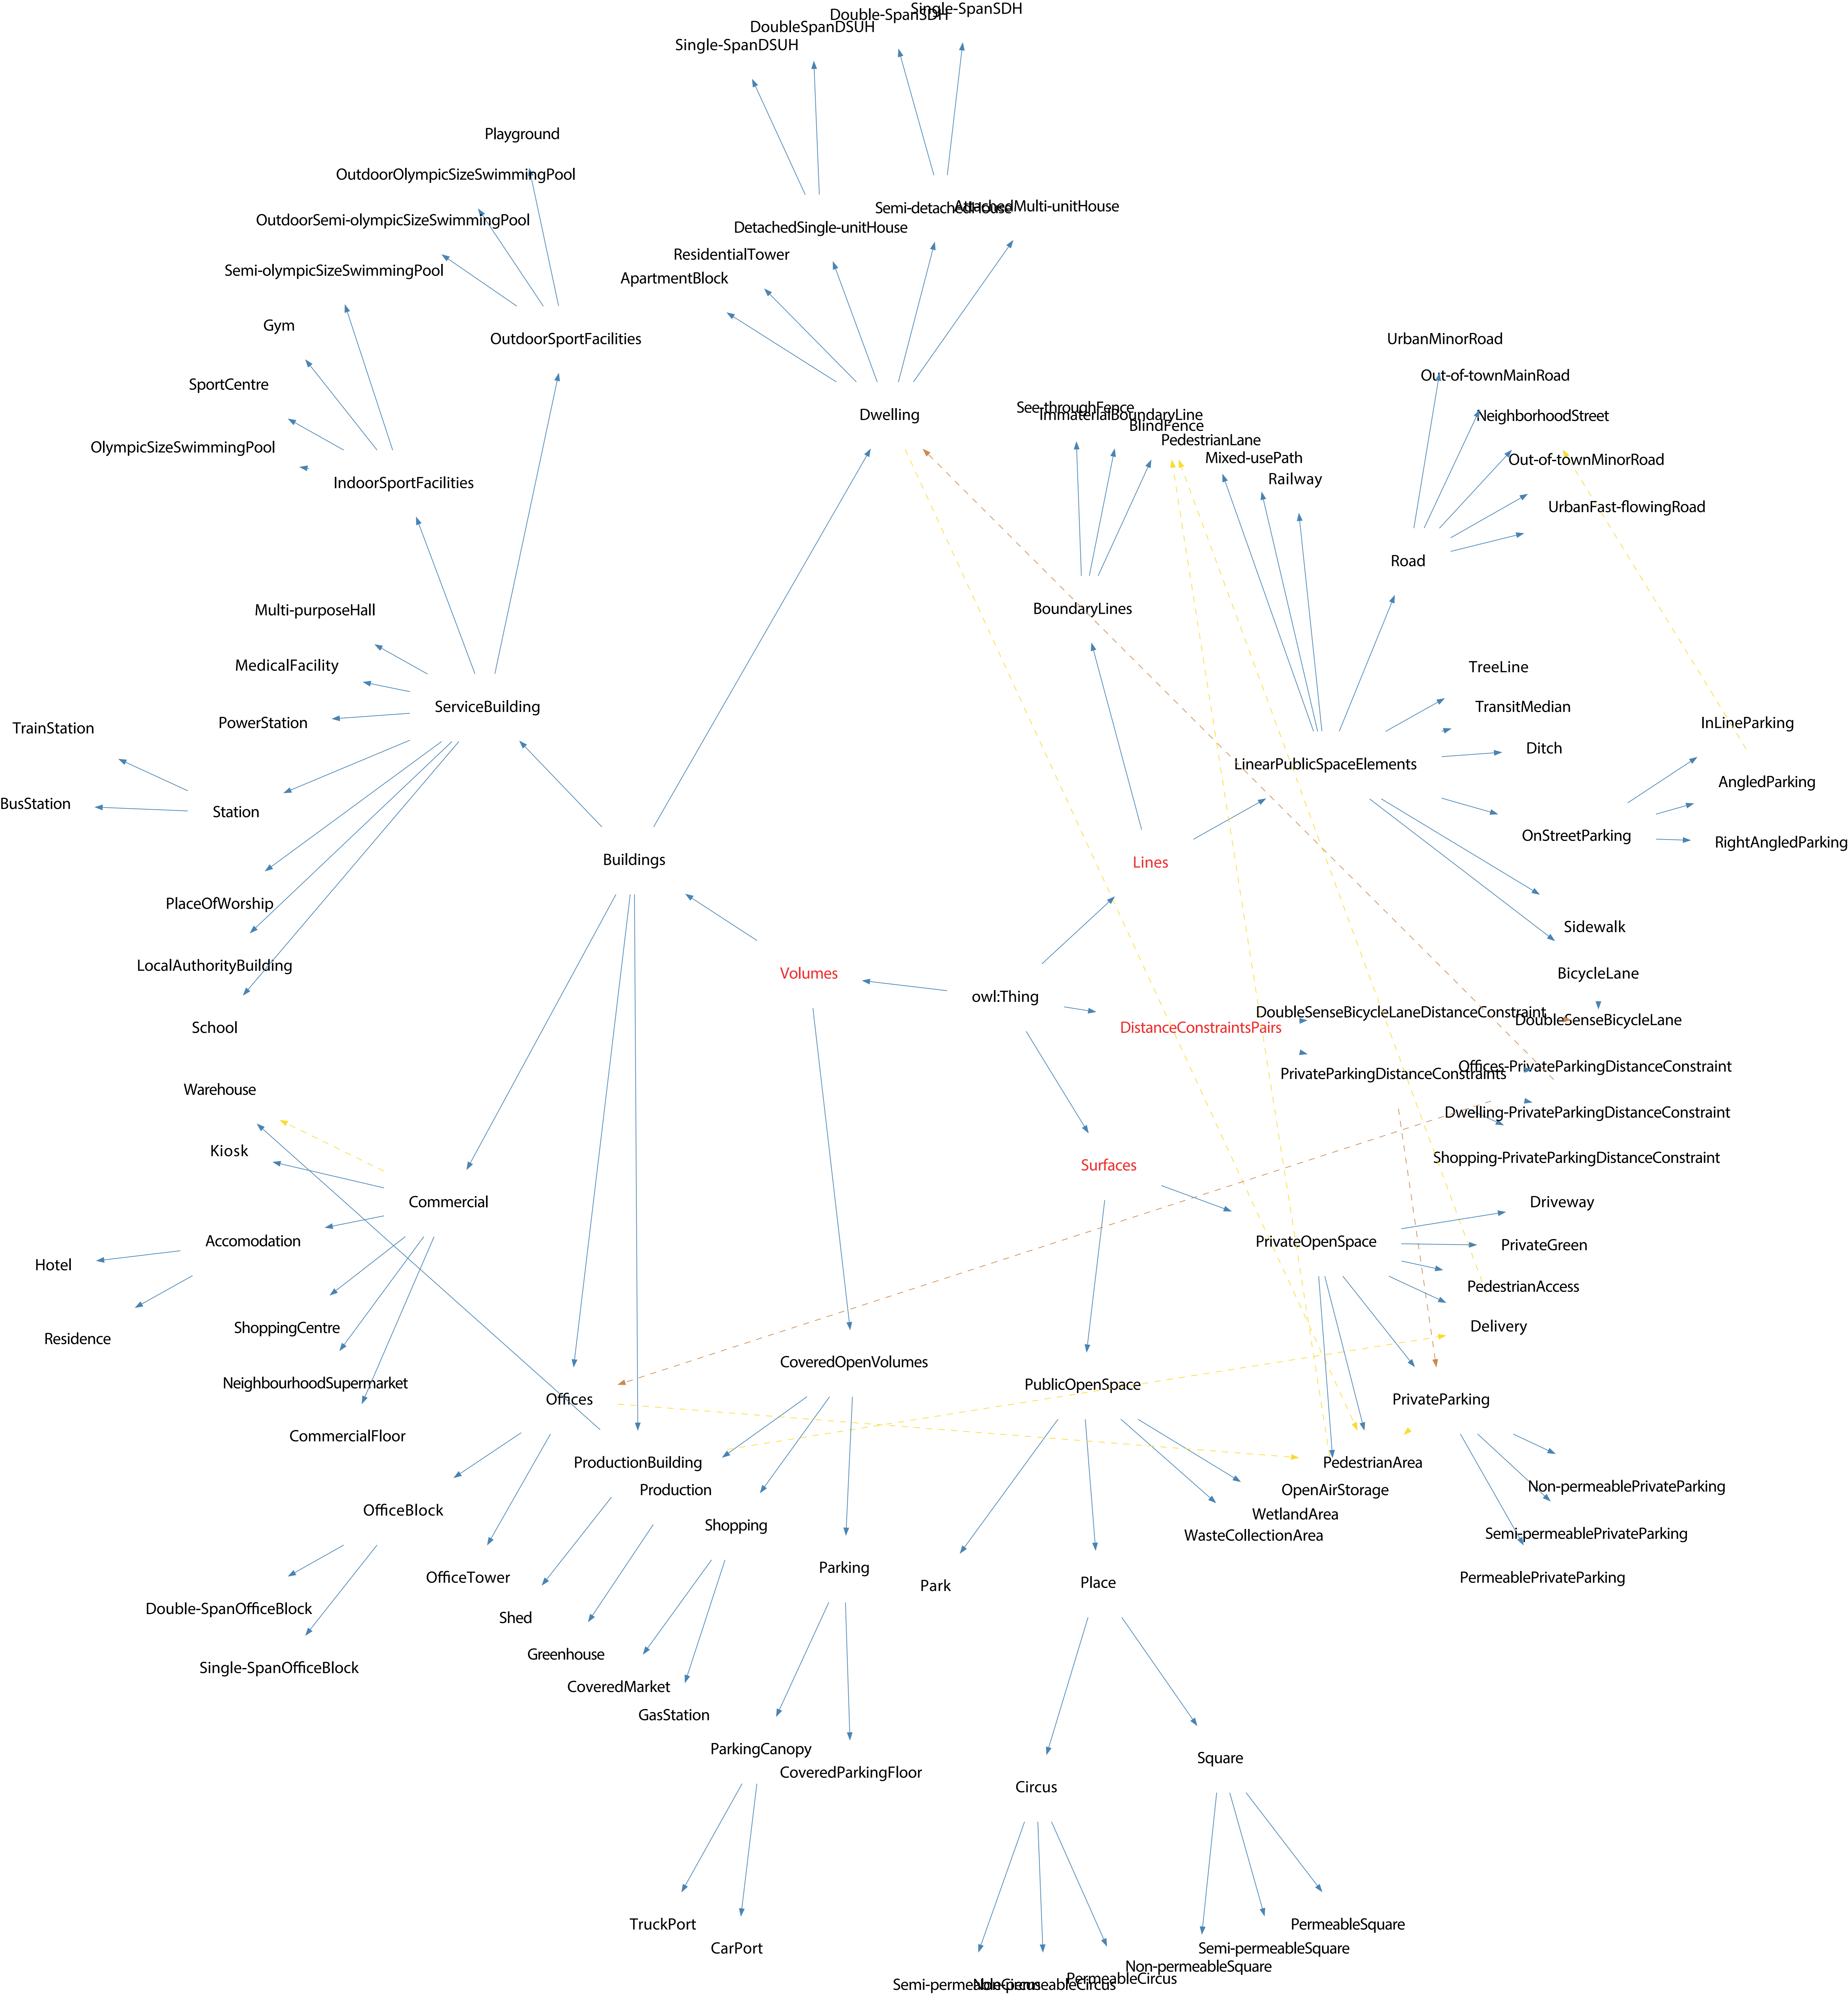 Single-SpanSDH
Double-SpanSDH
DoubleSpanDSUH
Single-SpanDSUH
Playground
OutdoorOlympicSizeSwimmingPool
OutdoorSemi-olympicSizeSwimmingPool
Semi-detachedHouse
AttachedMulti-unitHouse
DetachedSingle-unitHouse
ResidentialTower
Semi-olympicSizeSwimmingPool
ApartmentBlock
Gym
OutdoorSportFacilities
UrbanMinorRoad
Out-of-townMainRoad
SportCentre
Dwelling
See-throughFence
ImmaterialBoundaryLine
NeighborhoodStreet
BlindFence
PedestrianLane
OlympicSizeSwimmingPool
Mixed-usePath
Out-of-townMinorRoad
Railway
IndoorSportFacilities
UrbanFast-flowingRoad
Road
Multi-purposeHall
BoundaryLines
MedicalFacility
TreeLine
ServiceBuilding
TransitMedian
PowerStation
InLineParking
TrainStation
Ditch
LinearPublicSpaceElements
AngledParking
BusStation
Station
OnStreetParking
RightAngledParking
Buildings
Lines
PlaceOfWorship
Sidewalk
LocalAuthorityBuilding
Volumes
BicycleLane
owl:Thing
DoubleSenseBicycleLaneDistanceConstraint
DoubleSenseBicycleLane
School
DistanceConstraintsPairs
Offices-PrivateParkingDistanceConstraint
PrivateParkingDistanceConstraints
Warehouse
Dwelling-PrivateParkingDistanceConstraint
Kiosk
Shopping-PrivateParkingDistanceConstraint
Surfaces
Commercial
Driveway
Accomodation
PrivateOpenSpace
PrivateGreen
Hotel
PedestrianAccess
ShoppingCentre
Delivery
Residence
CoveredOpenVolumes
NeighbourhoodSupermarket
PublicOpenSpace
Offices
PrivateParking
CommercialFloor
ProductionBuilding
PedestrianArea
Production
OpenAirStorage
Non-permeablePrivateParking
OfficeBlock
WetlandArea
Shopping
WasteCollectionArea
Semi-permeablePrivateParking
Parking
OfficeTower
Park
Place
PermeablePrivateParking
Double-SpanOfficeBlock
Shed
Greenhouse
Single-SpanOfficeBlock
CoveredMarket
GasStation
ParkingCanopy
Square
CoveredParkingFloor
Circus
TruckPort
PermeableSquare
CarPort
Semi-permeableSquare
Non-permeableSquare
PermeableCircus
Semi-permeableCircus
Non-permeableCircus